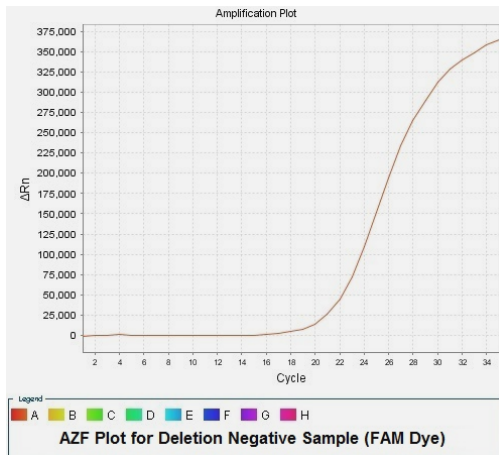 Amplification Plot
375,000
350,000
325,000
300,000
275,000
250,000
225,000
200,000
175,000
150,000
125,000
100,000
75,000
50,000
25,000
0
ΔRn
2 4 6 8 10 12 14 16 18 20 22 24 26 28 30 32 34
Cycle
Legend
A B C D E F G H
AZF Plot for Deletion Negative Sample (FAM Dye)